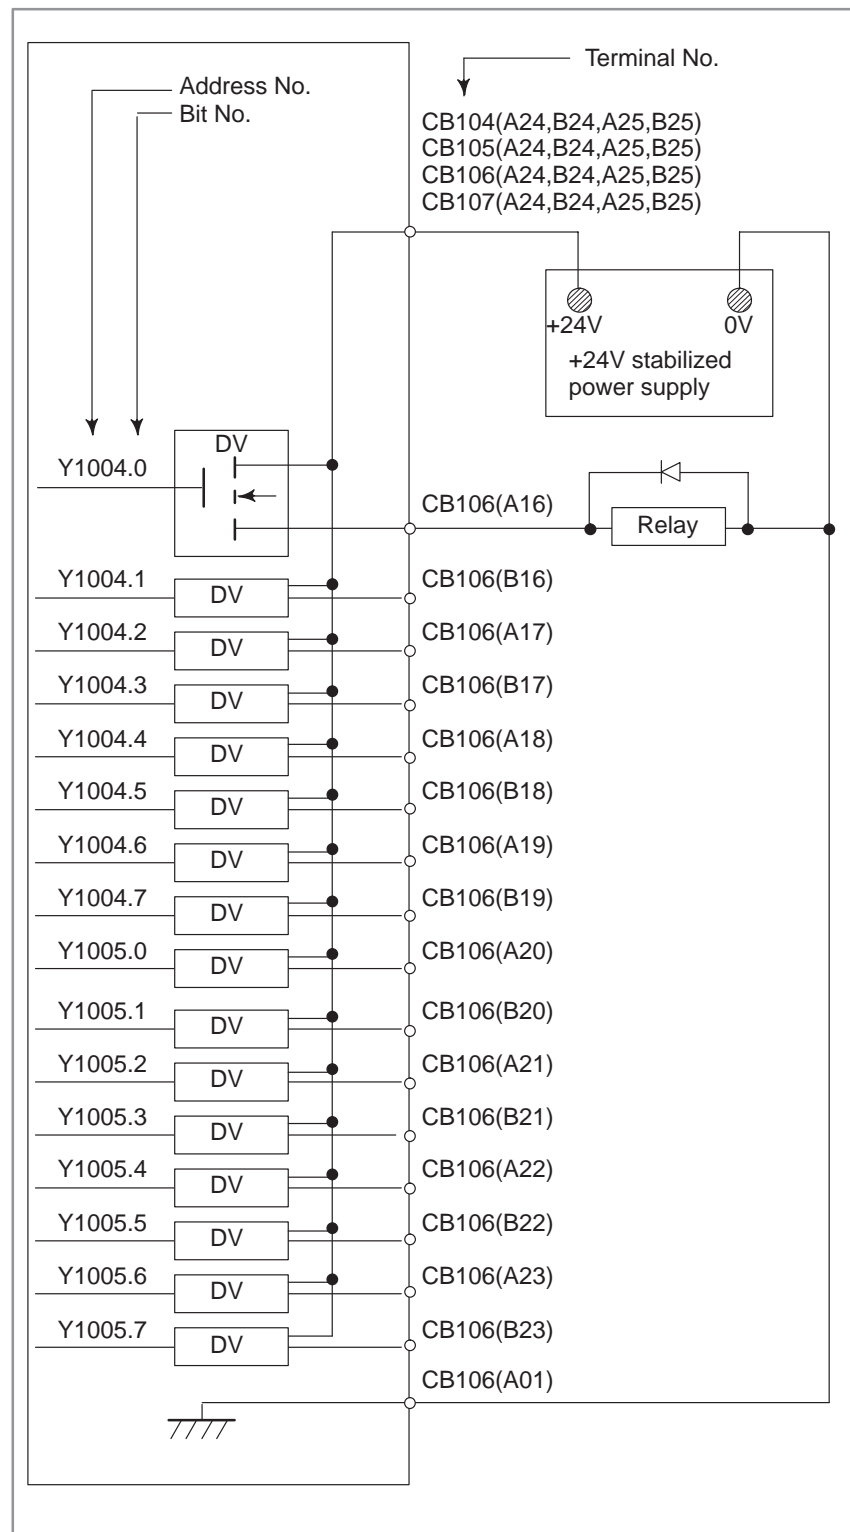 Terminal No.
Address No.
Bit No.
CB104(A24,B24,A25,B25)
CB105(A24,B24,A25,B25)
CB106(A24,B24,A25,B25)
CB107(A24,B24,A25,B25)
+24V 0V
+24V stabilized
power supply
Y1004.0 DV
CB106(A16)
Relay
Y1004.1 DV CB106(B16)
Y1004.2 DV CB106(A17)
Y1004.3 DV CB106(B17)
Y1004.4 DV CB106(A18)
Y1004.5 DV CB106(B18)
Y1004.6 DV CB106(A19)
Y1004.7 DV CB106(B19)
Y1005.0 DV CB106(A20)
Y1005.1 DV CB106(B20)
Y1005.2 DV CB106(A21)
Y1005.3 DV CB106(B21)
Y1005.4 DV CB106(A22)
Y1005.5 DV CB106(B22)
Y1005.6 DV CB106(A23)
Y1005.7 DV CB106(B23)
CB106(A01)